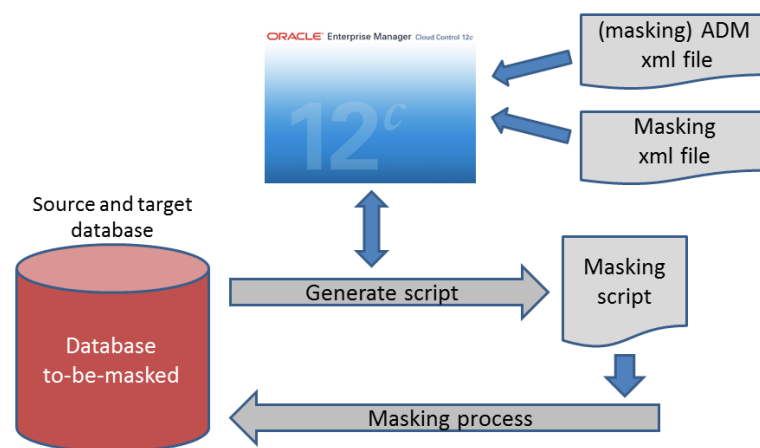 ORACLE Enterprise Manager Cloud Control 12c
12c
(masking) ADM
xml file
Masking
xml file
Source and target
database
Generate script
Masking
script
Database
to-be-masked
Masking process